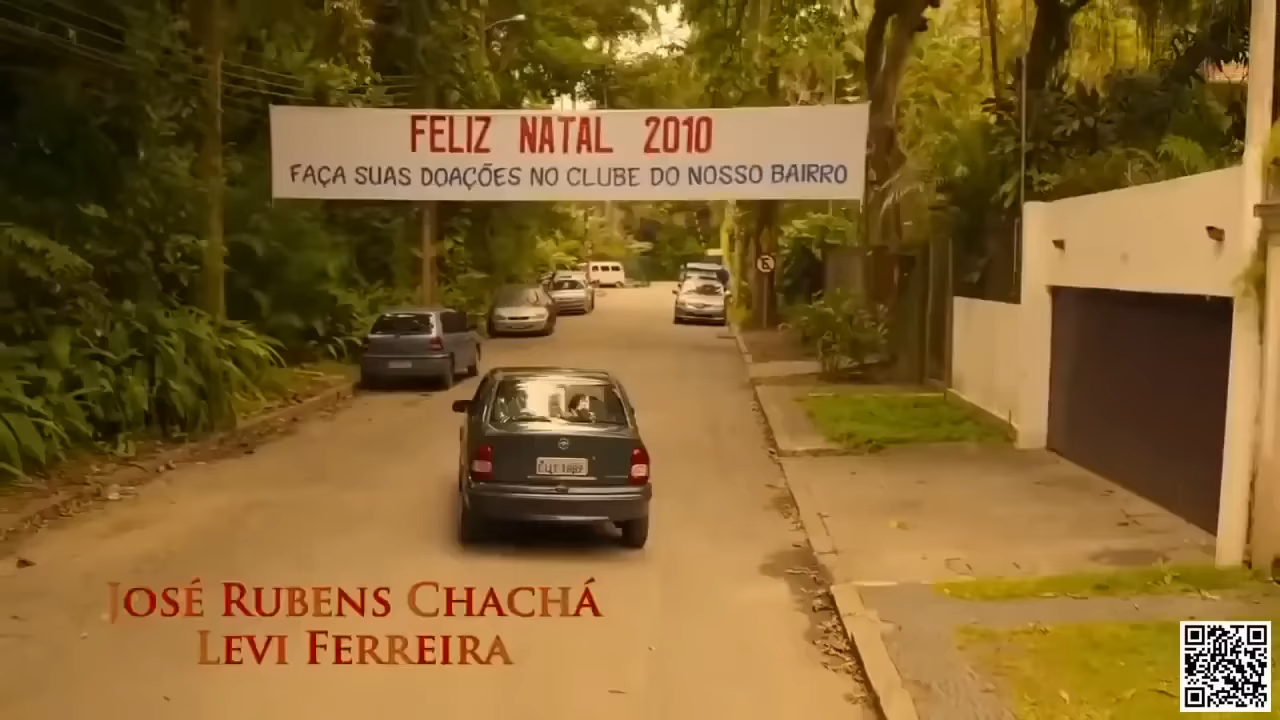 FELIZ NATAL 2010
FAÇA SUAS DOAÇÕES NO CLUBE DO NOSSO BAIRRO
JOSÉ RUBENS CHACHÁ
LEVI FERREIRA